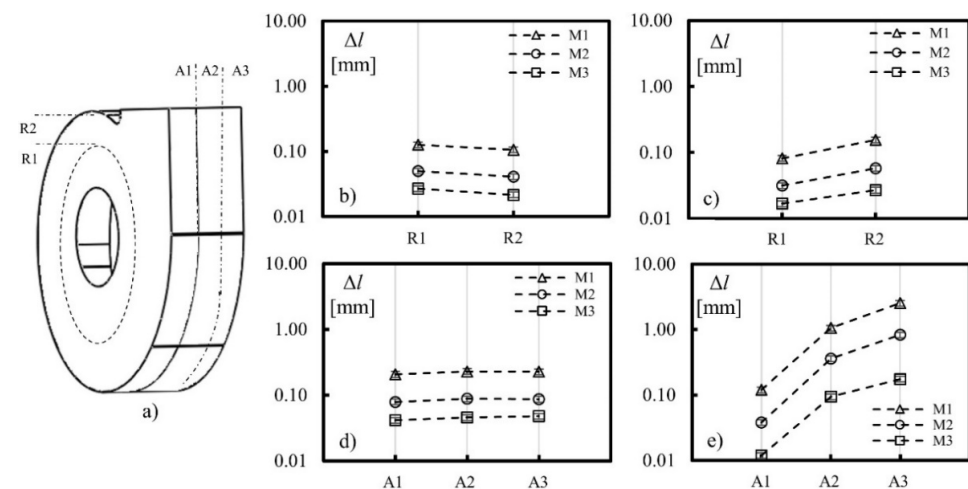 A1 A2 A3
R2
R1
a)
10.00
1.00
0.10
0.01
Δl
[mm]
M1
M2
M3
b)
R1 R2
10.00
1.00
0.10
0.01
Δl
[mm]
M1
M2
M3
c)
R1 R2
10.00
1.00
0.10
0.01
Δl
[mm]
M1
M2
M3
d)
A1 A2 A3
10.00
1.00
0.10
0.01
Δl
[mm]
M1
M2
M3
e)
A1 A2 A3